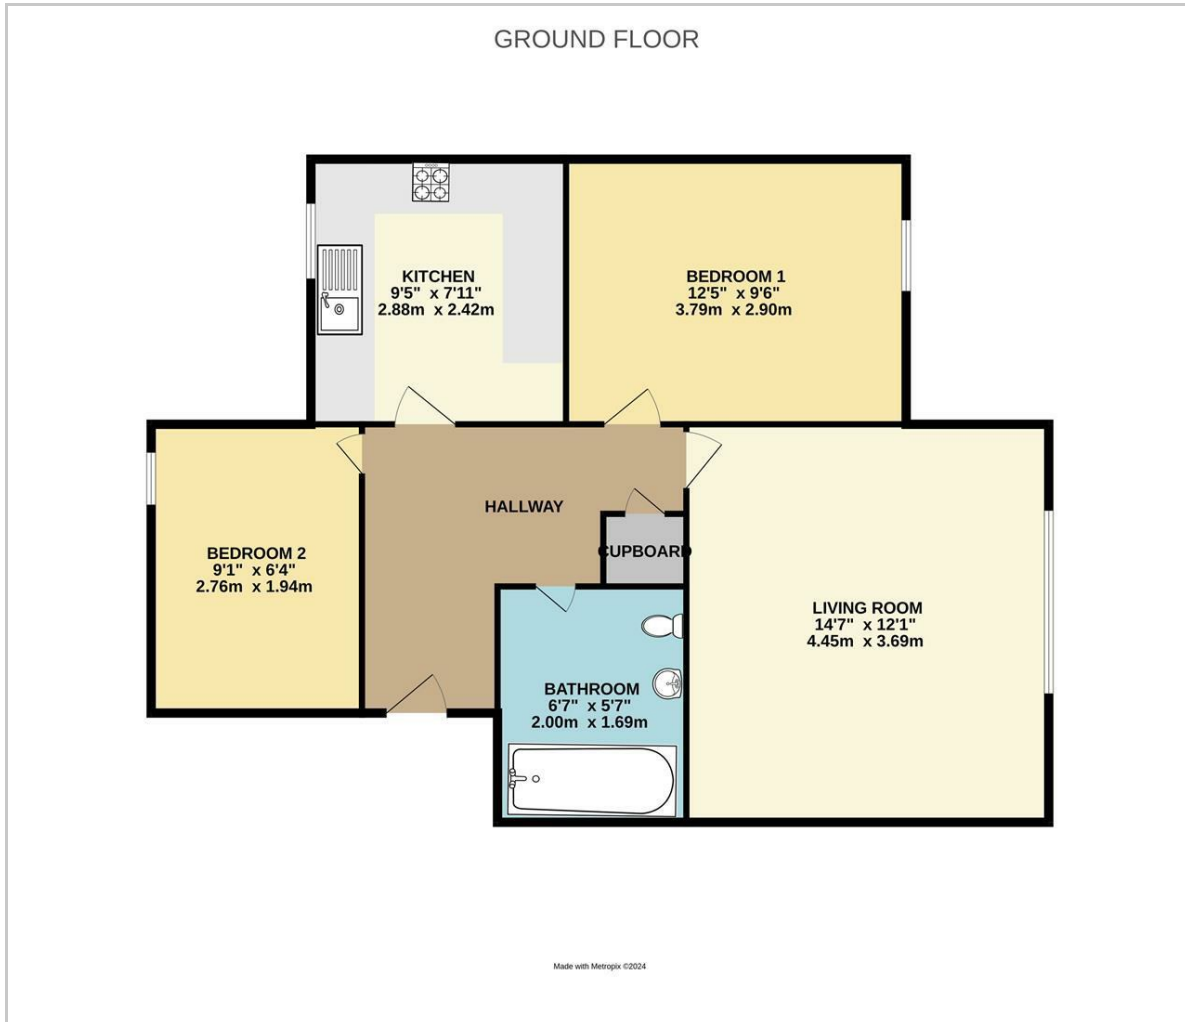 GROUND FLOOR
KITCHEN
9'5" x 7'11"
2.88m x 2.42m
BEDROOM 1
12'5" x 9'6"
3.79m x 2.90m
HALLWAY
CUPBOARD
BEDROOM 2
9'1" x 6'4"
2.76m x 1.94m
LIVING ROOM
14'7" x 12'1"
4.45m x 3.69m
BATHROOM
6'7" x 5'7"
2.00m x 1.69m
Made with Metropix ©2024